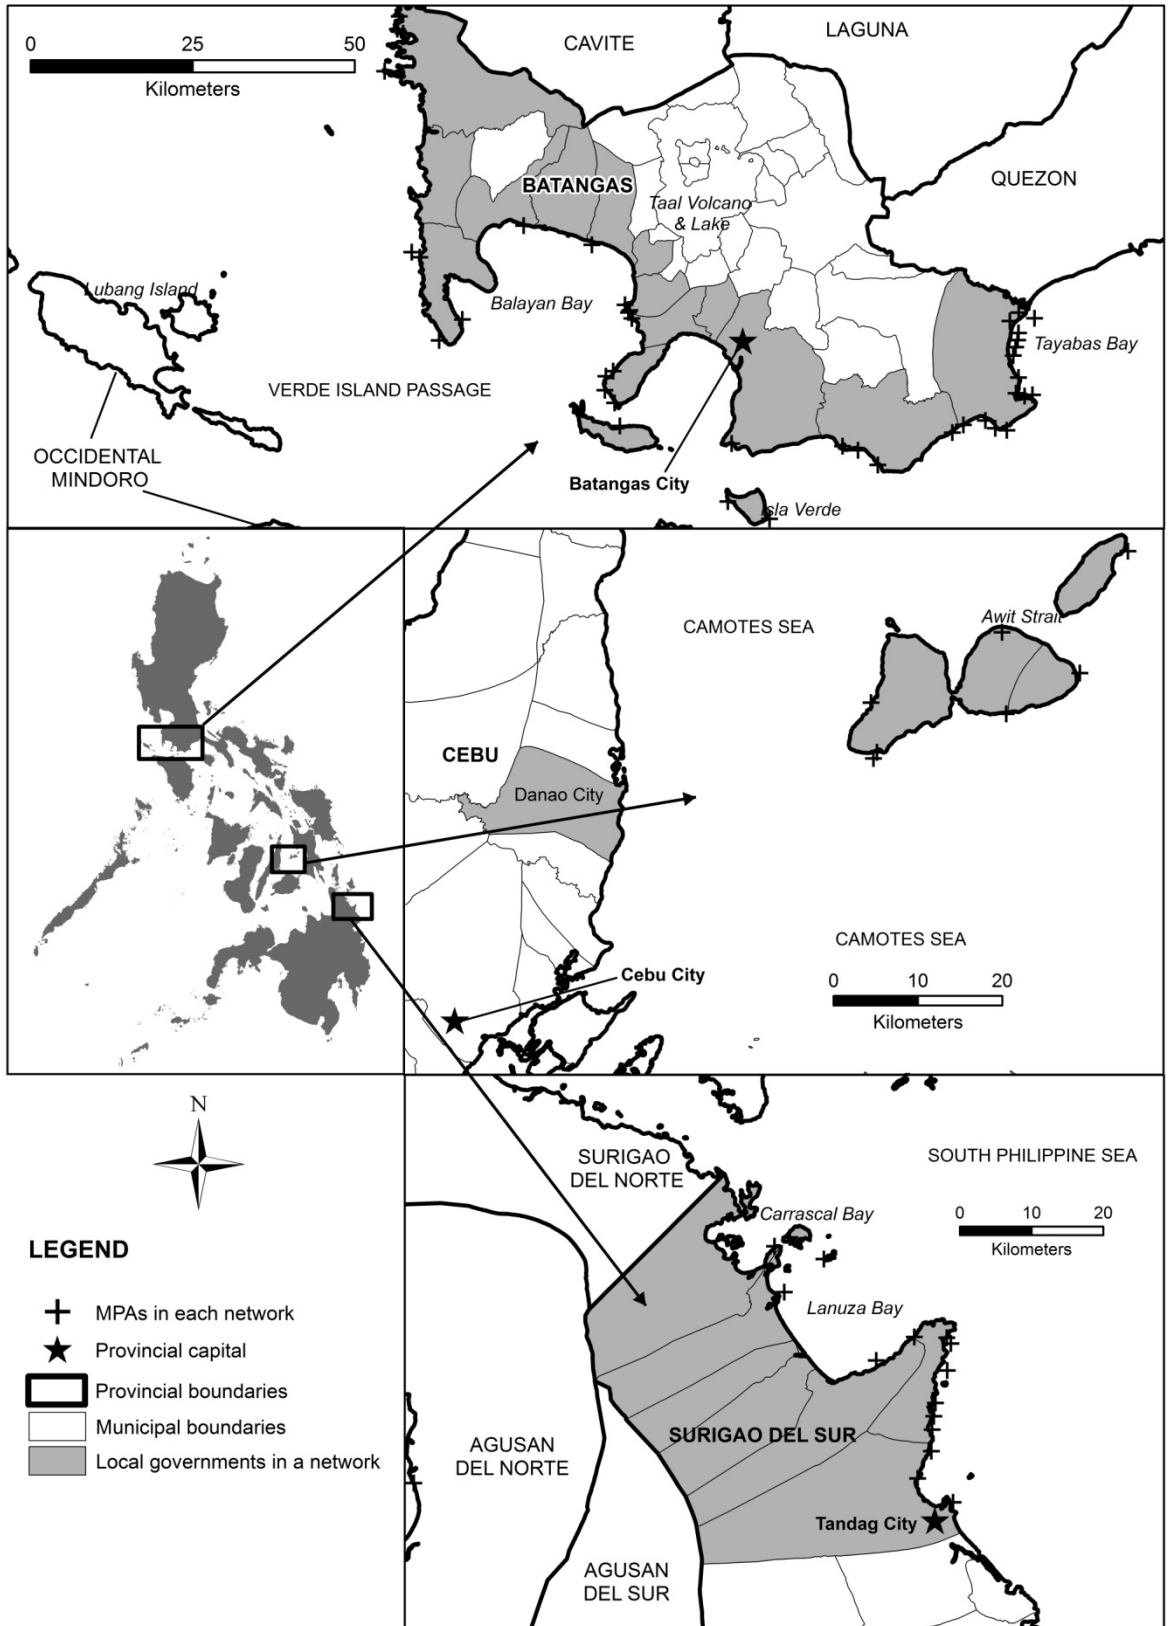 0 25 50
Kilometers
CAVITE
LAGUNA
QUEZON
BATANGAS
Taal Volcano
& Lake
Lubang Island
Balayan Bay
Tayabas Bay
VERDE ISLAND PASSAGE
OCCIDENTAL
MINDORO
Batangas City
Isla Verde
CAMOTES SEA
Awit Strait
CEBU
Danao City
CAMOTES SEA
0 10 20
Kilometers
Cebu City
N
SURIGAO
DEL NORTE
SOUTH PHILIPPINE SEA
Carrascal Bay
0 10 20
Kilometers
Lanuza Bay
SURIGAO DEL SUR
AGUSAN
DEL NORTE
Tandag City
AGUSAN
DEL SUR
LEGEND
MPAs in each network
Provincial capital
Provincial boundaries
Municipal boundaries
Local governments in a network